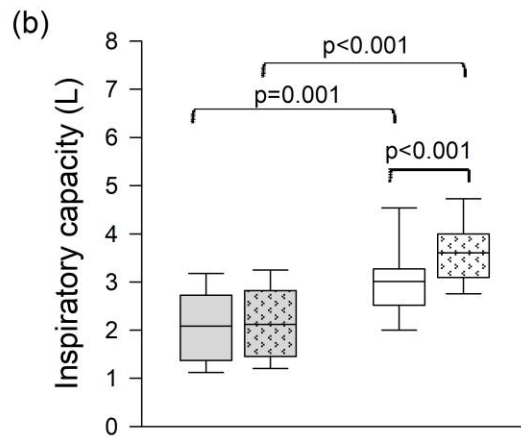 (b)
Inspiratory capacity (L)
8
7
6
5
4
3
2
1
0
p<0.001
p=0.001
p<0.001